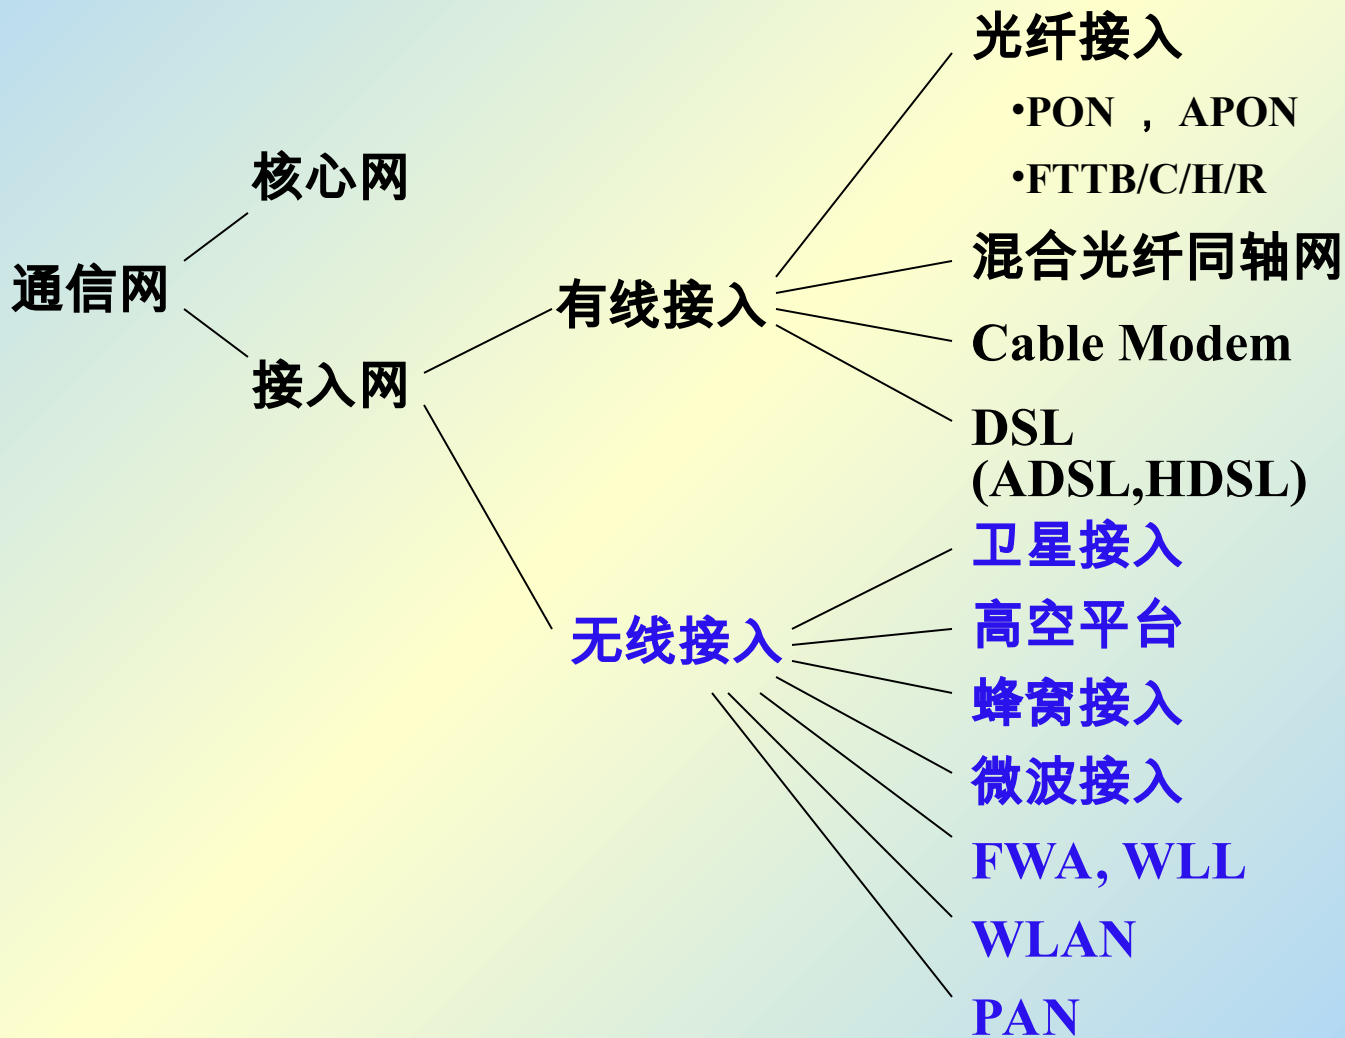 通信网
核心网
接入网
有线接入
无线接入
光纤接入
•PON ，APON
•FTTB/C/H/R
混合光纤同轴网
Cable Modem
DSL
(ADSL,HDSL)
卫星接入
高空平台
蜂窝接入
微波接入
FWA, WLL
WLAN
PAN